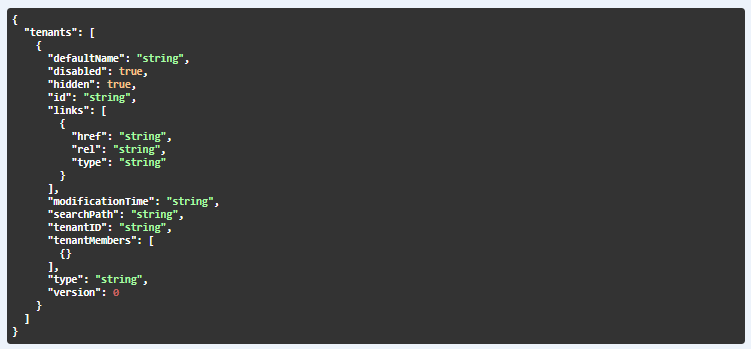 {
  "tenants": [
    {
      "defaultName": "string",
      "disabled": true,
      "hidden": true,
      "id": "string",
      "links": [
        {
          "href": "string",
          "rel": "string",
          "type": "string"
        }
      ],
      "modificationTime": "string",
      "searchPath": "string",
      "tenantID": "string",
      "tenantMembers": [
        {}
      ],
      "type": "string",
      "version": 0
    }
  ]
}